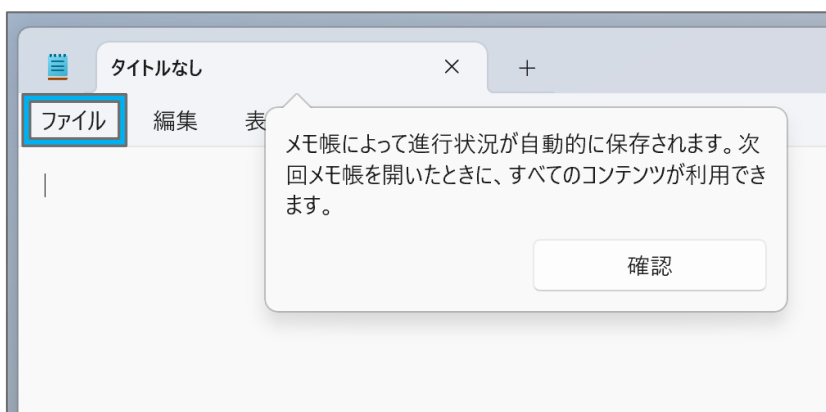 タイトルなし
ファイル 編集 表
メモ帳によって進行状況が自動的に保存されます。次
回メモ帳を開いたときに、すべてのコンテンツが利用でき
ます。
確認